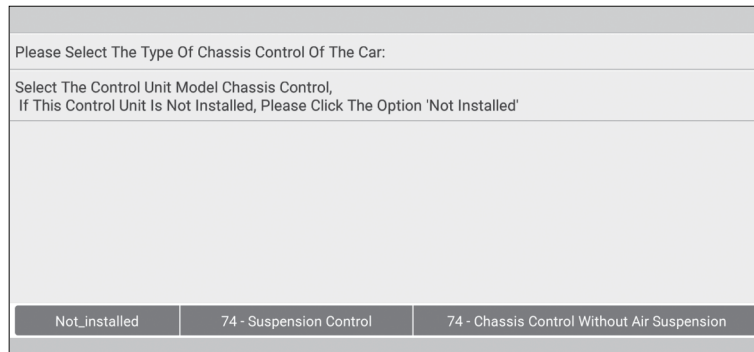 Please Select The Type Of Chassis Control Of The Car:
Select The Control Unit Model Chassis Control,
If This Control Unit Is Not Installed, Please Click The Option 'Not Installed'
Not_installed
74 - Suspension Control
74 - Chassis Control Without Air Suspension